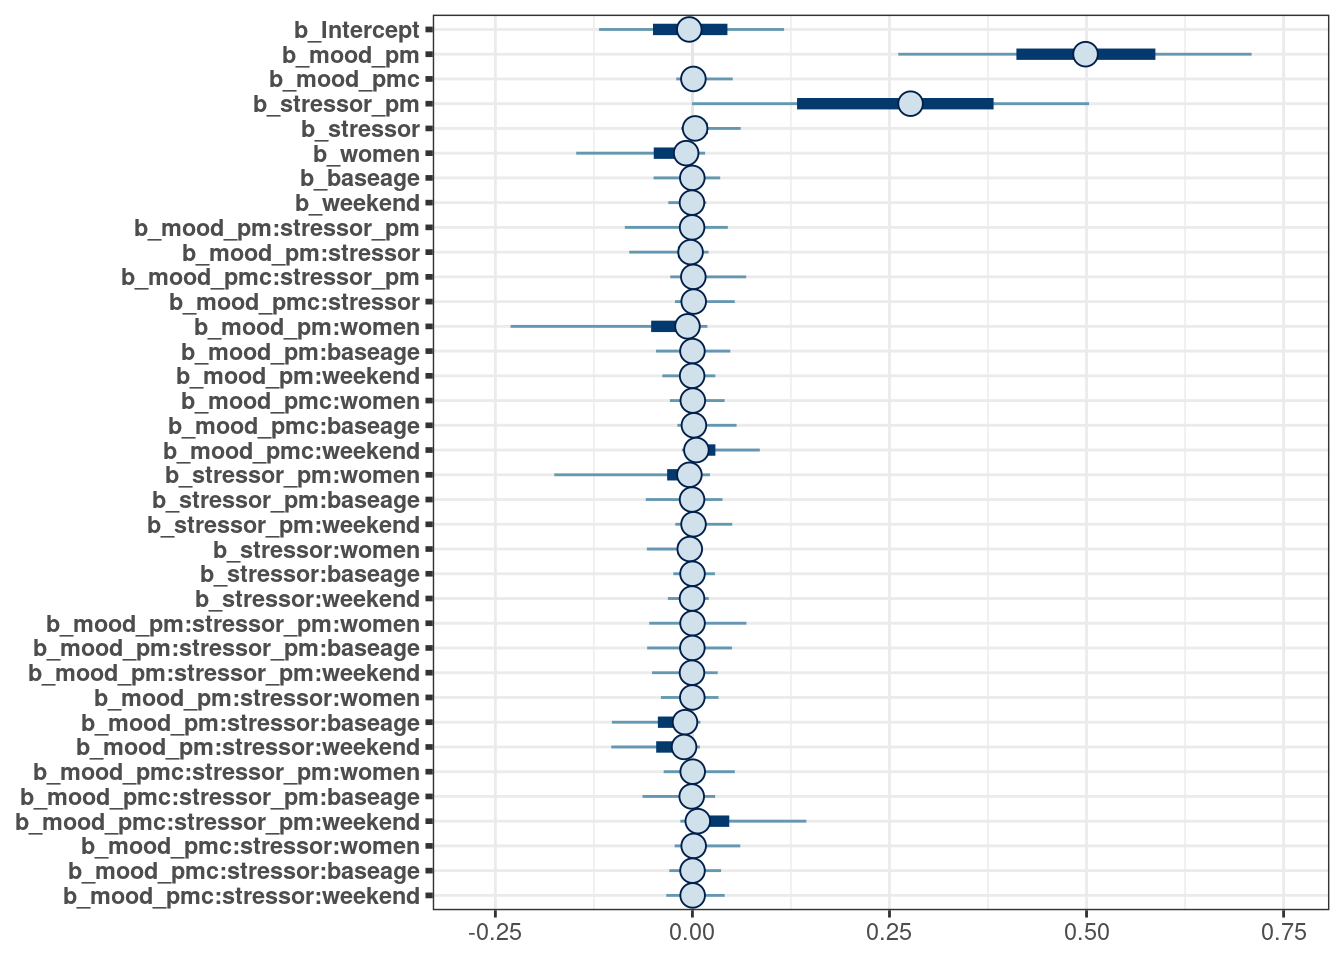 b_Intercept
b_mood_pm
b_mood_pmc
b_stressor_pm
b_stressor
b_women
b_baseage
b_weekend
b_mood_pm:stressor_pm
b_mood_pm:stressor
b_mood_pmc:stressor_pm
b_mood_pmc:stressor
b_mood_pm:women
b_mood_pm:baseage
b_mood_pm:weekend
b_mood_pmc:women
b_mood_pmc:baseage
b_mood_pmc:weekend
b_stressor_pm:women
b_stressor_pm:baseage
b_stressor_pm:weekend
b_stressor:women
b_stressor:baseage
b_stressor:weekend
b_mood_pm:stressor_pm:women
b_mood_pm:stressor_pm:baseage
b_mood_pm:stressor_pm:weekend
b_mood_pm:stressor:women
b_mood_pm:stressor:baseage
b_mood_pm:stressor:weekend
b_mood_pmc:stressor_pm:women
b_mood_pmc:stressor_pm:baseage
b_mood_pmc:stressor_pm:weekend
b_mood_pmc:stressor:women
b_mood_pmc:stressor:baseage
b_mood_pmc:stressor:weekend
-0.25 0.00 0.25 0.50 0.75